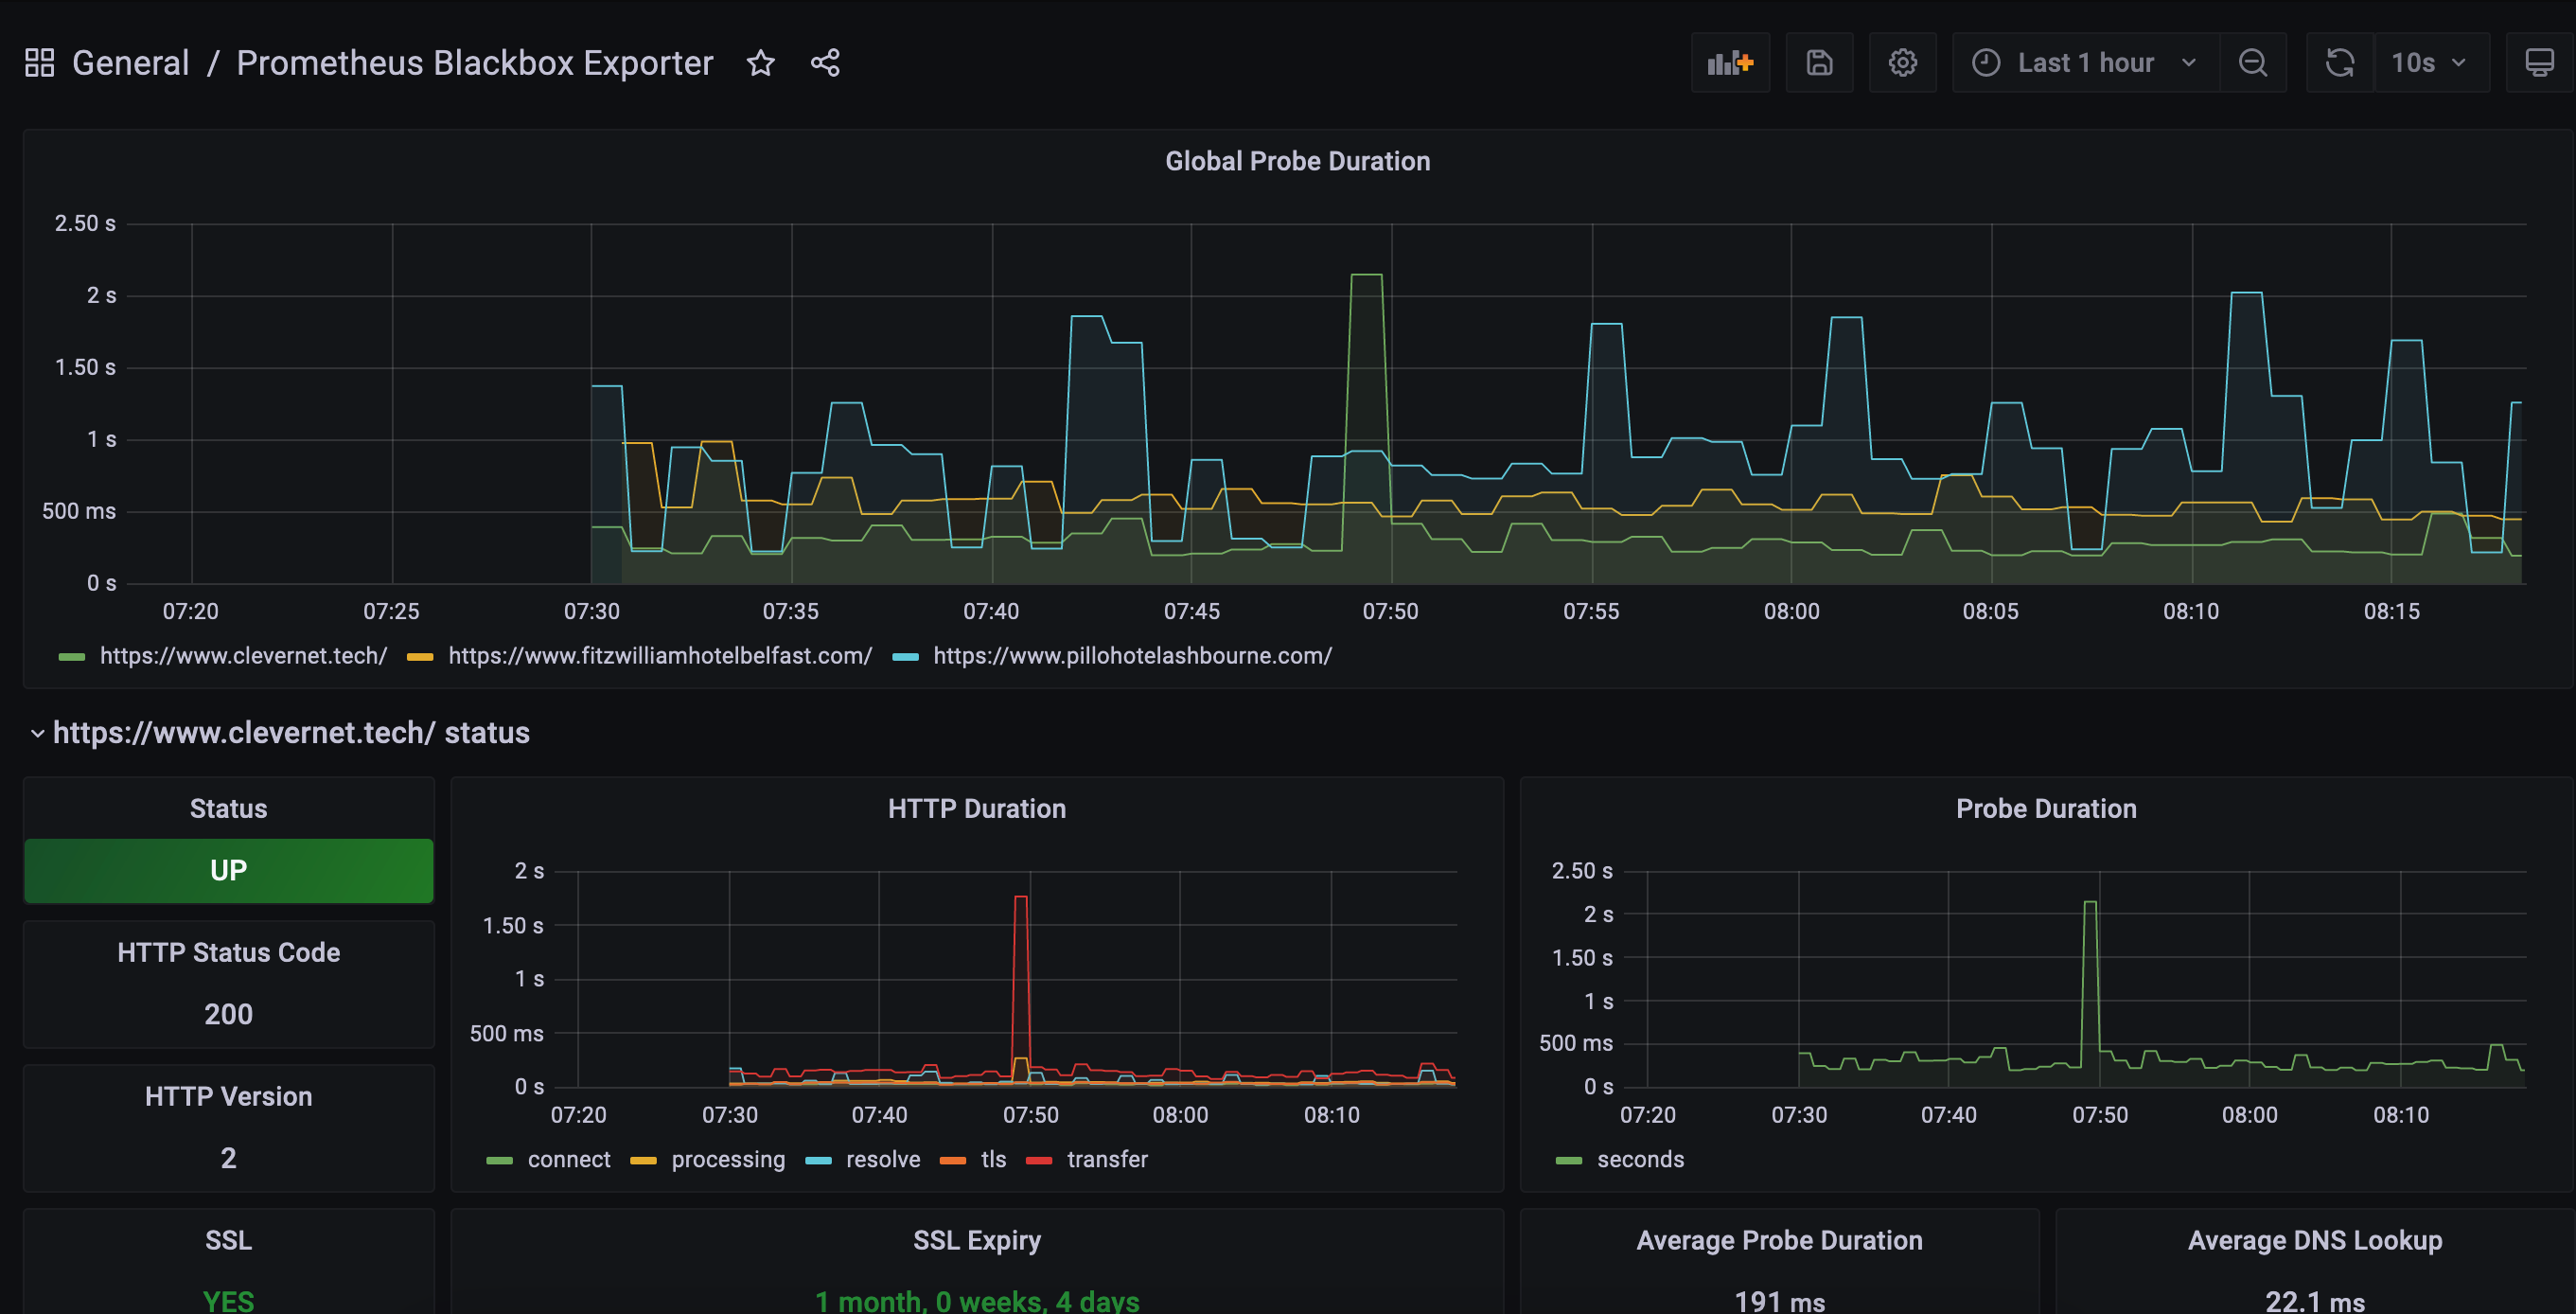 General / Prometheus Blackbox Exporter
Last 1 hour
10s
Global Probe Duration
2.50 s
2 s
1.50 s
1 s
500 ms
0 s
07:20 07:25 07:30 07:35 07:40 07:45 07:50 07:55 08:00 08:05 08:10 08:15
https://www.clevernet.tech/ https://www.fitzwilliamhotelbelfast.com/ https://www.pillohotelashbourne.com/
https://www.clevernet.tech/ status
Status
UP
HTTP Status Code
200
HTTP Version
2
HTTP Duration
2 s
1.50 s
1 s
500 ms
0 s
07:20 07:30 07:40 07:50 08:00 08:10
connect processing resolve tls transfer
Probe Duration
2.50 s
2 s
1.50 s
1 s
500 ms
0 s
07:20 07:30 07:40 07:50 08:00 08:10
seconds
SSL
YES
SSL Expiry
1 month, 0 weeks, 4 days
Average Probe Duration
191 ms
Average DNS Lookup
22.1 ms